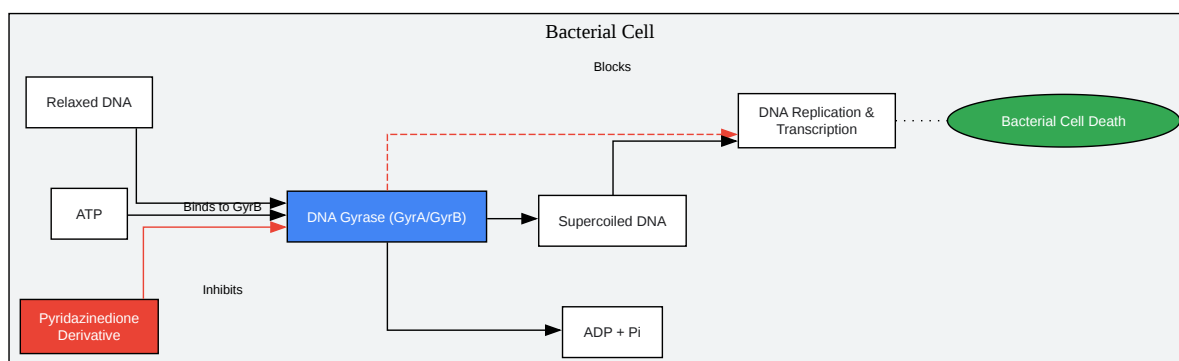 Bacterial Cell
Blocks
Relaxed DNA
DNA Replication &
Transcription
Bacterial Cell Death
Binds to GyrB
ATP
DNA Gyrase (GyrA/GyrB)
Supercoiled DNA
Inhibits
Pyridazinedione
Derivative
ADP + Pi